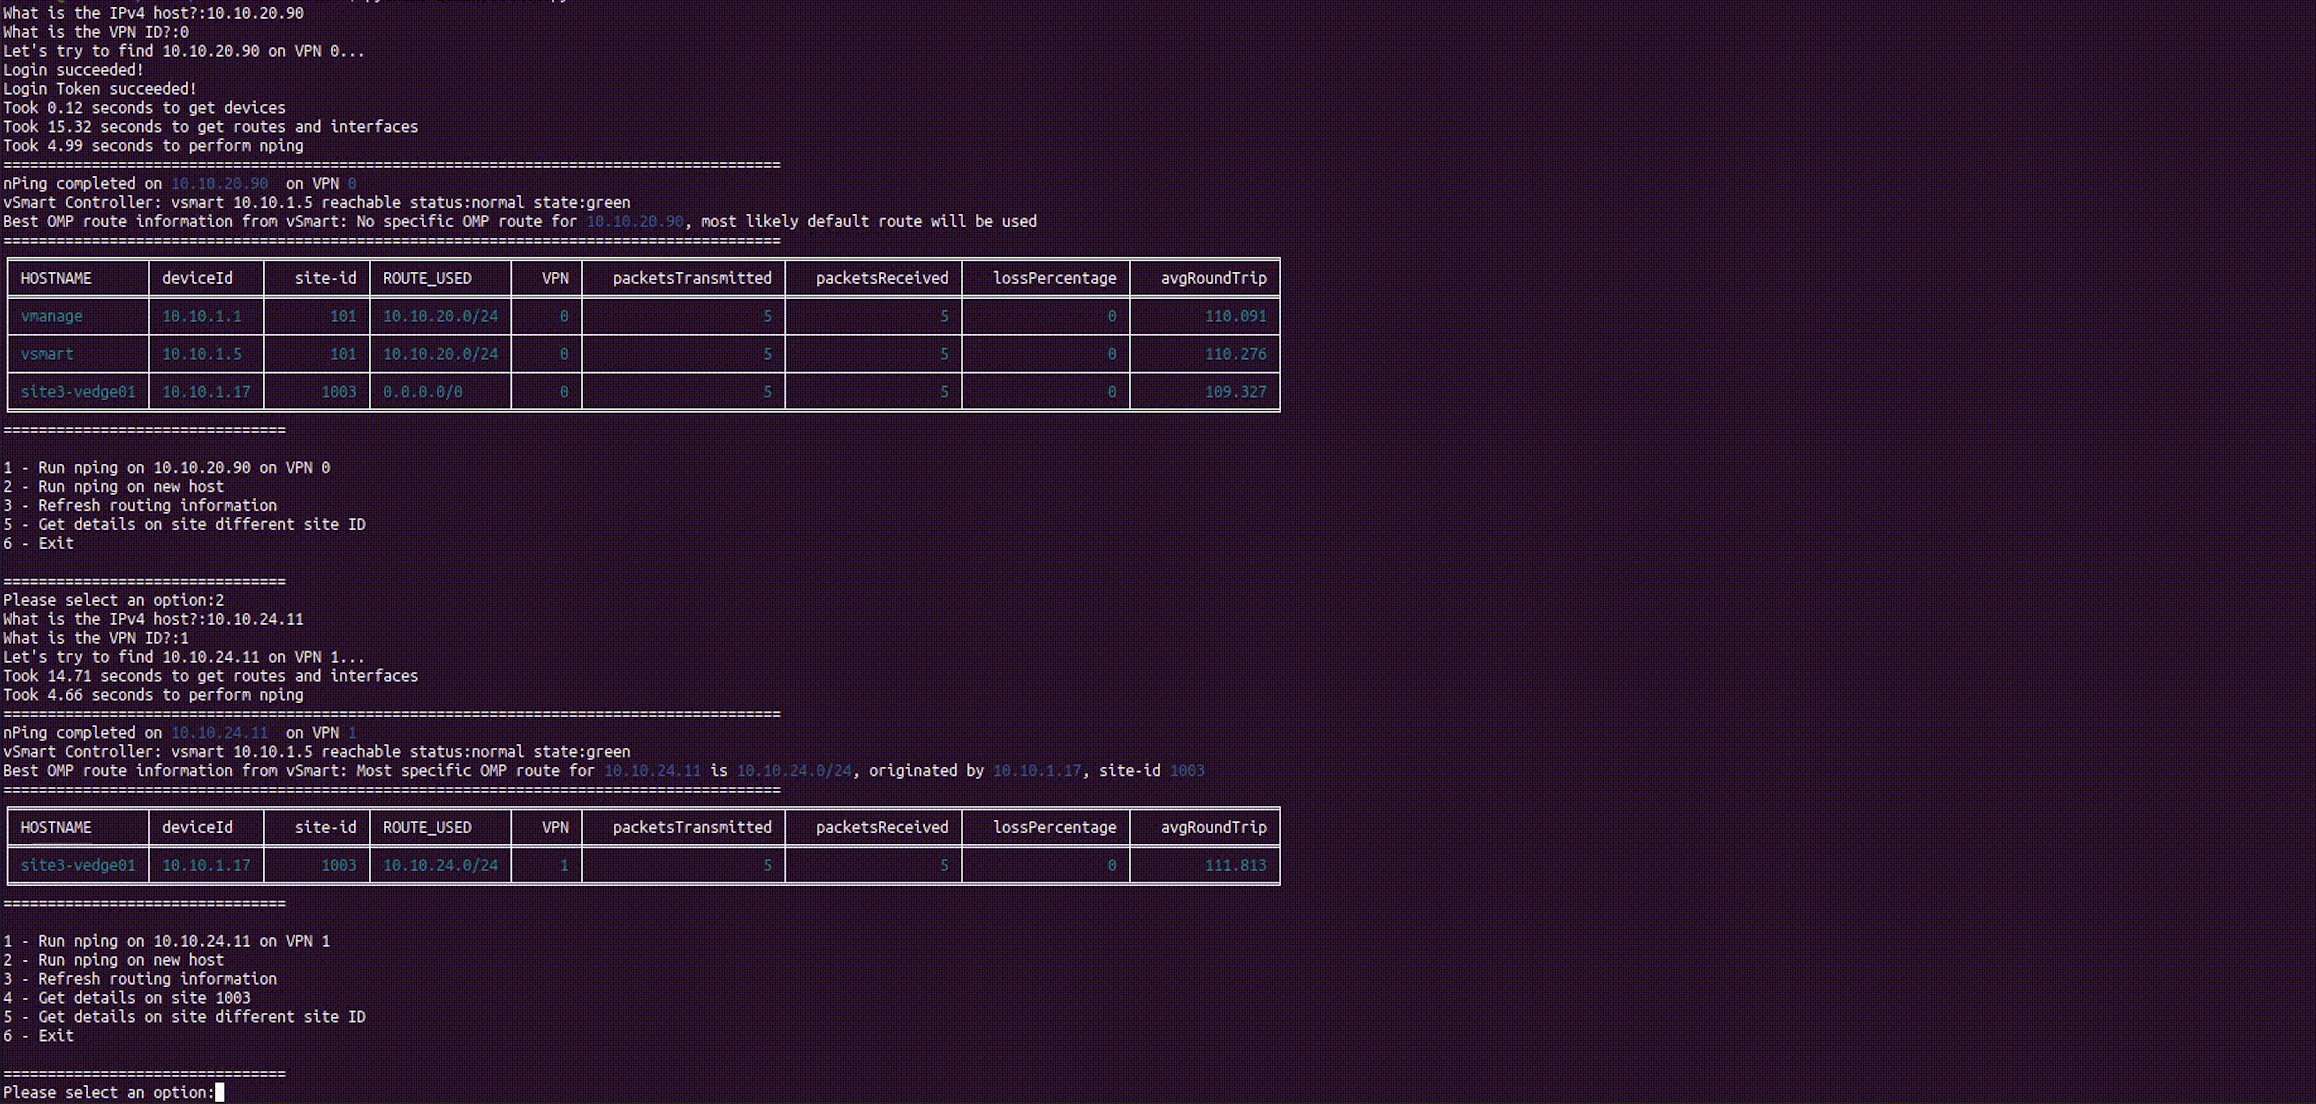 What is the IPv4 host?:10.10.20.90
What is the VPN ID?:0
Let's try to find 10.10.20.90 on VPN 0...
Login succeeded!
Login Token succeeded!
Took 0.12 seconds to get devices
Took 15.32 seconds to get routes and interfaces
Took 4.99 seconds to perform nping
========================================================================================
nPing completed on 10.10.20.90  on VPN 0
vSmart Controller: vsmart 10.10.1.5 reachable status:normal state:green
Best OMP route information from vSmart: No specific OMP route for 10.10.20.90, most likely default route will be used
========================================================================================
HOSTNAME deviceId site-id ROUTE_USED VPN packetsTransmitted packetsReceived lossPercentage avgRoundTrip
vmanage 10.10.1.1 101 10.10.20.0/24 0 5 5 0 110.091
vsmart 10.10.1.5 101 10.10.20.0/24 0 5 5 0 110.276
site3-vedge01 10.10.1.17 1003 0.0.0.0/0 0 5 5 0 109.327
================================
1 - Run nping on 10.10.20.90 on VPN 0
2 - Run nping on new host
3 - Refresh routing information
5 - Get details on site different site ID
6 - Exit
================================
Please select an option:2
What is the IPv4 host?:10.10.24.11
What is the VPN ID?:1
Let's try to find 10.10.24.11 on VPN 1...
Took 14.71 seconds to get routes and interfaces
Took 4.66 seconds to perform nping
========================================================================================
nPing completed on 10.10.24.11  on VPN 1
vSmart Controller: vsmart 10.10.1.5 reachable status:normal state:green
Best OMP route information from vSmart: Most specific OMP route for 10.10.24.11 is 10.10.24.0/24, originated by 10.10.1.17, site-id 1003
========================================================================================
HOSTNAME deviceId site-id ROUTE_USED VPN packetsTransmitted packetsReceived lossPercentage avgRoundTrip
site3-vedge01 10.10.1.17 1003 10.10.24.0/24 1 5 5 0 111.813
================================
1 - Run nping on 10.10.24.11 on VPN 1
2 - Run nping on new host
3 - Refresh routing information
4 - Get details on site 1003
5 - Get details on site different site ID
6 - Exit
================================
Please select an option: